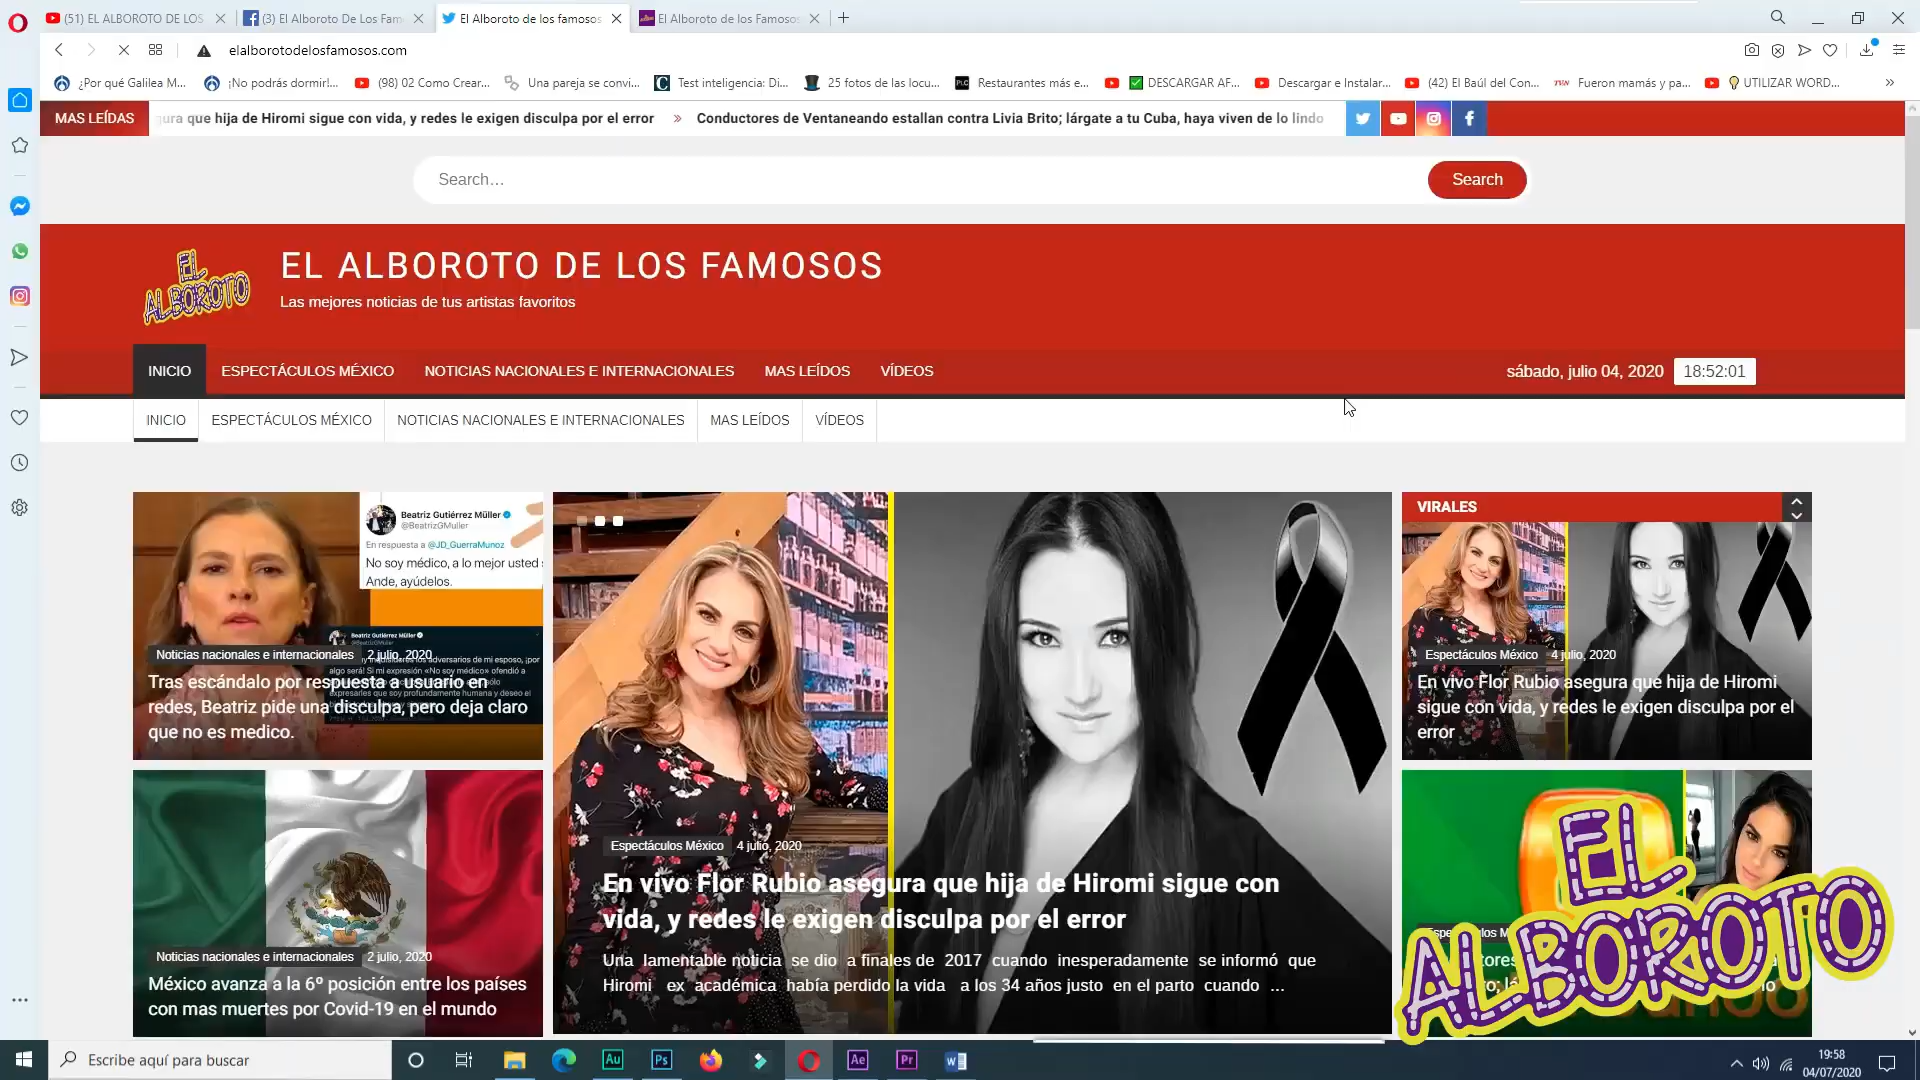 (51) EL ALBOROTO DE LOS
(3) El Alboroto De Los Fam
El Alboroto de los famosos
El Alboroto de los Famosos
elalborotodelosfamosos.com
¿Por qué Galilea M...
¡No podrás dormir!...
(98) 02 Como Crear...
Una pareja se convi...
Test inteligencia: Di...
25 fotos de las locu...
Restaurantes más e...
DESCARGAR AF...
Descargar e Instalar...
(42) El Baúl del Con...
Fueron mamás y pa...
UTILIZAR WORD...
MAS LEÍDAS
gura que hija de Hiromi sigue con vida, y redes le exigen disculpa por el error » Conductores de Ventaneando estallan contra Livia Brito; lárgate a tu Cuba, haya viven de lo lindo
Search…
Search
EL ALBOROTO
EL ALBOROTO DE LOS FAMOSOS
Las mejores noticias de tus artistas favoritos
INICIO ESPECTÁCULOS MÉXICO NOTICIAS NACIONALES E INTERNACIONALES MAS LEÍDOS VÍDEOS
sábado, julio 04, 2020 18:52:01
INICIO ESPECTÁCULOS MÉXICO NOTICIAS NACIONALES E INTERNACIONALES MAS LEÍDOS VÍDEOS
Beatriz Gutiérrez Müller
@BeatrizGMuller
En respuesta a @JD_GuerraMunoz
No soy médico, a lo mejor usted
Ande, ayúdelos.
Beatriz Gutiérrez Müller
Noticias nacionales e internacionales 2 julio, 2020
Tras escándalo por respuesta a usuario en
redes, Beatriz pide una disculpa, pero deja claro
que no es medico.
Noticias nacionales e internacionales 2 julio, 2020
México avanza a la 6º posición entre los países
con mas muertes por Covid-19 en el mundo
Espectáculos México 4 julio, 2020
En vivo Flor Rubio asegura que hija de Hiromi sigue con
vida, y redes le exigen disculpa por el error
Una lamentable noticia se dio a finales de 2017 cuando inesperadamente se informó que
Hiromi ex académica había perdido la vida a los 34 años justo en el parto cuando ...
VIRALES
Espectáculos México 4 julio, 2020
En vivo Flor Rubio asegura que hija de Hiromi
sigue con vida, y redes le exigen disculpa por el
error
EL
ALBOROTO
Escribe aquí para buscar
19:58
04/07/2020